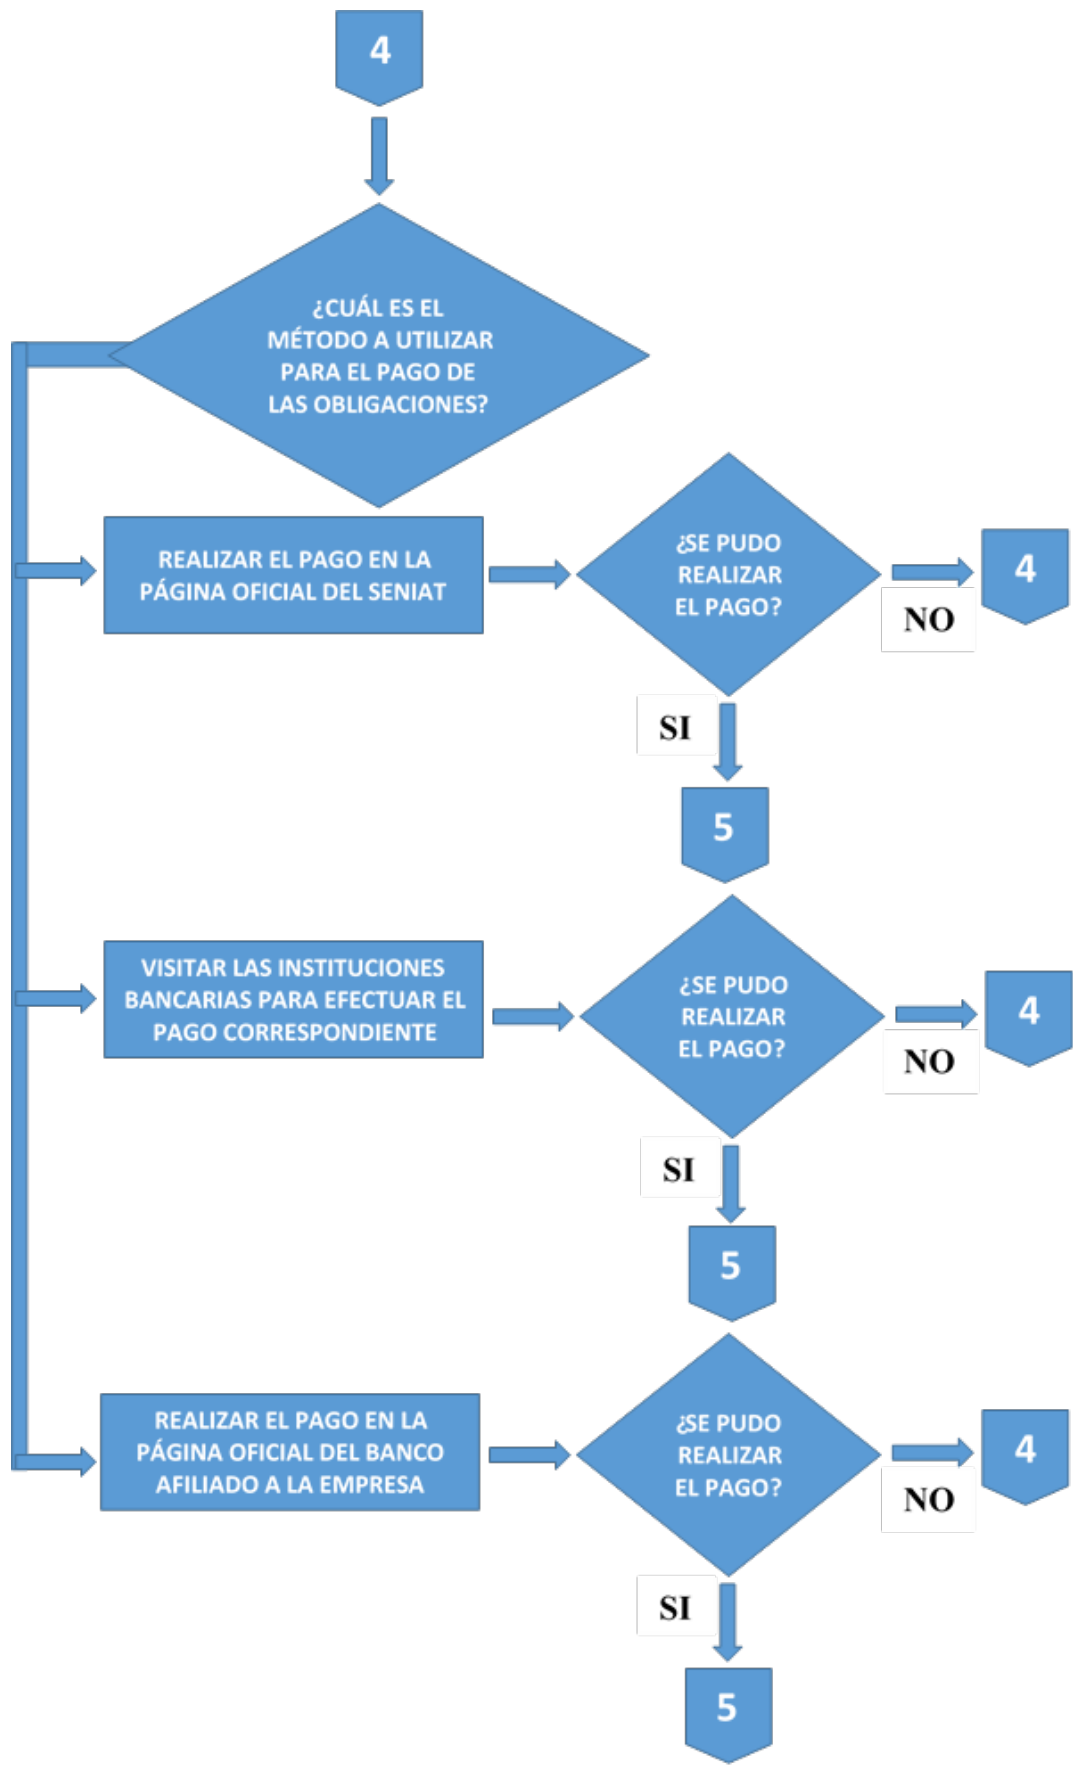 4
¿CUÁL ES EL
MÉTODO A UTILIZAR
PARA EL PAGO DE
LAS OBLIGACIONES?
REALIZAR EL PAGO EN LA
PÁGINA OFICIAL DEL SENIAT
¿SE PUDO
REALIZAR
EL PAGO?
4
NO
SI
5
VISITAR LAS INSTITUCIONES
BANCARIAS PARA EFECTUAR EL
PAGO CORRESPONDIENTE
¿SE PUDO
REALIZAR
EL PAGO?
4
NO
SI
5
REALIZAR EL PAGO EN LA
PÁGINA OFICIAL DEL BANCO
AFILIADO A LA EMPRESA
¿SE PUDO
REALIZAR
EL PAGO?
4
NO
SI
5